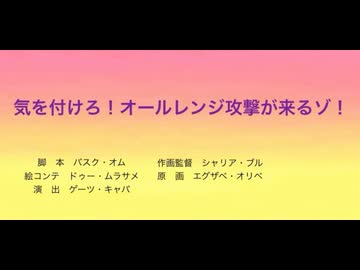 気を付けろ！オールレンジ攻撃が来るゾ！
脚　本　バスク・オム　作画監督　シャリア・ブル
絵コンテ　ドゥー・ムラサメ　原　画　エグザベ・オリベ
演　出　ゲーツ・キャパ